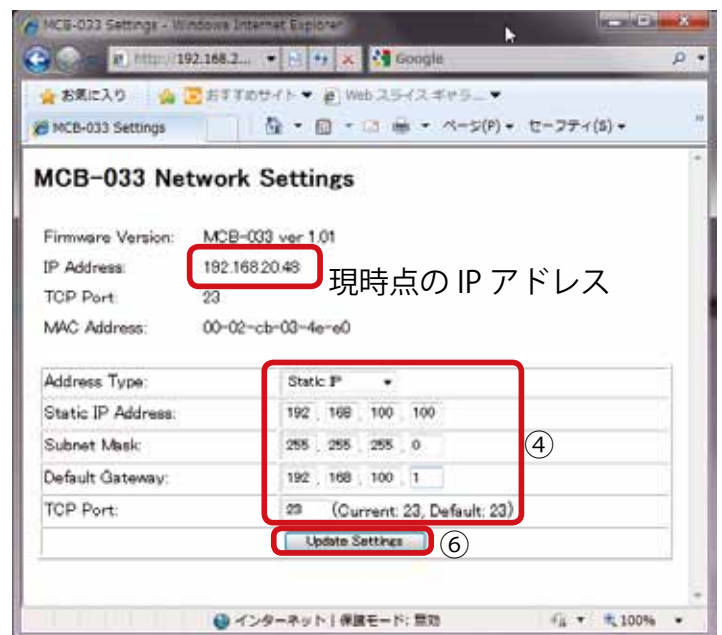 MCB-033 Settings - Windows Internet Explorer
http://192.168.2... Google
お気に入り おすすめサイト Web スライス ギャラ...
MCB-033 Settings ページ(P) セーフティ(S)
MCB-033 Network Settings
Firmware Version: MCB-033 ver 1.01
IP Address: 192.168.20.48
現時点の IP アドレス
TCP Port: 23
MAC Address: 00-02-cb-03-4e-e0
Address Type: Static IP
Static IP Address: 192 . 168 . 100 . 100
Subnet Mask: 255 . 255 . 255 . 0
④
Default Gateway: 192 . 168 . 100 . 1
TCP Port: 23 (Current: 23, Default: 23)
Update Settings ⑥
インターネット | 保護モード: 無効 100%